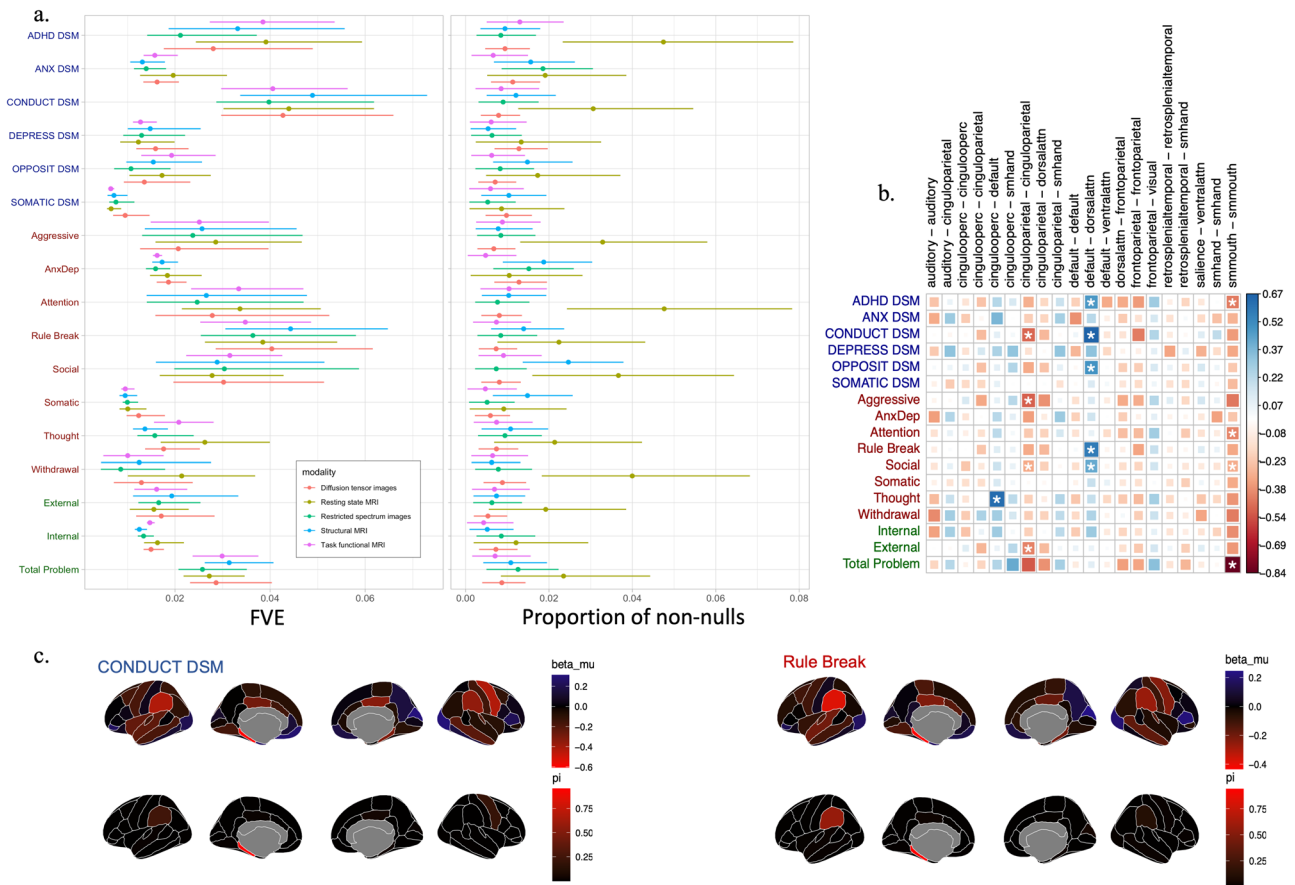 a.
ADHD DSM
ANX DSM
CONDUCT DSM
DEPRESS DSM
OPPOSIT DSM
SOMATIC DSM
Aggressive
AnxDep
Attention
Rule Break
Social
Somatic
Thought
Withdrawal
External
Internal
Total Problem
0.02
0.04
0.06
FVE
modality
Diffusion tensor images
Resting state MRI
Restricted spectrum images
Structural MRI
Task functional MRI
0.00
0.02
0.04
0.06
0.08
Proportion of non-nulls
b.
auditory – auditory
auditory – cinguloparietal
cingulooperc – cingulooperc
cingulooperc – cinguloparietal
cingulooperc – default
cingulooperc – smhand
cinguloparietal – cinguloparietal
cinguloparietal – dorsalattn
cinguloparietal – smhand
default – default
default – dorsalattn
default – ventralattn
dorsalattn – frontoparietal
frontoparietal – frontoparietal
frontoparietal – visual
retrosplenialtemporal – retrosplenialtemporal
retrosplenialtemporal – smhand
salience – ventralattn
smhand – smhand
smmouth – smmouth
ADHD DSM
ANX DSM
CONDUCT DSM
DEPRESS DSM
OPPOSIT DSM
SOMATIC DSM
Aggressive
AnxDep
Attention
Rule Break
Social
Somatic
Thought
Withdrawal
Internal
External
Total Problem
0.67
0.52
0.37
0.22
0.07
-0.08
-0.24
-0.39
-0.54
-0.69
-0.84
c.
CONDUCT DSM
beta_mu
0.2
0.0
-0.2
-0.4
-0.6
pi
0.75
0.50
0.25
Rule Break
beta_mu
0.2
0.0
-0.2
-0.4
pi
0.75
0.50
0.25